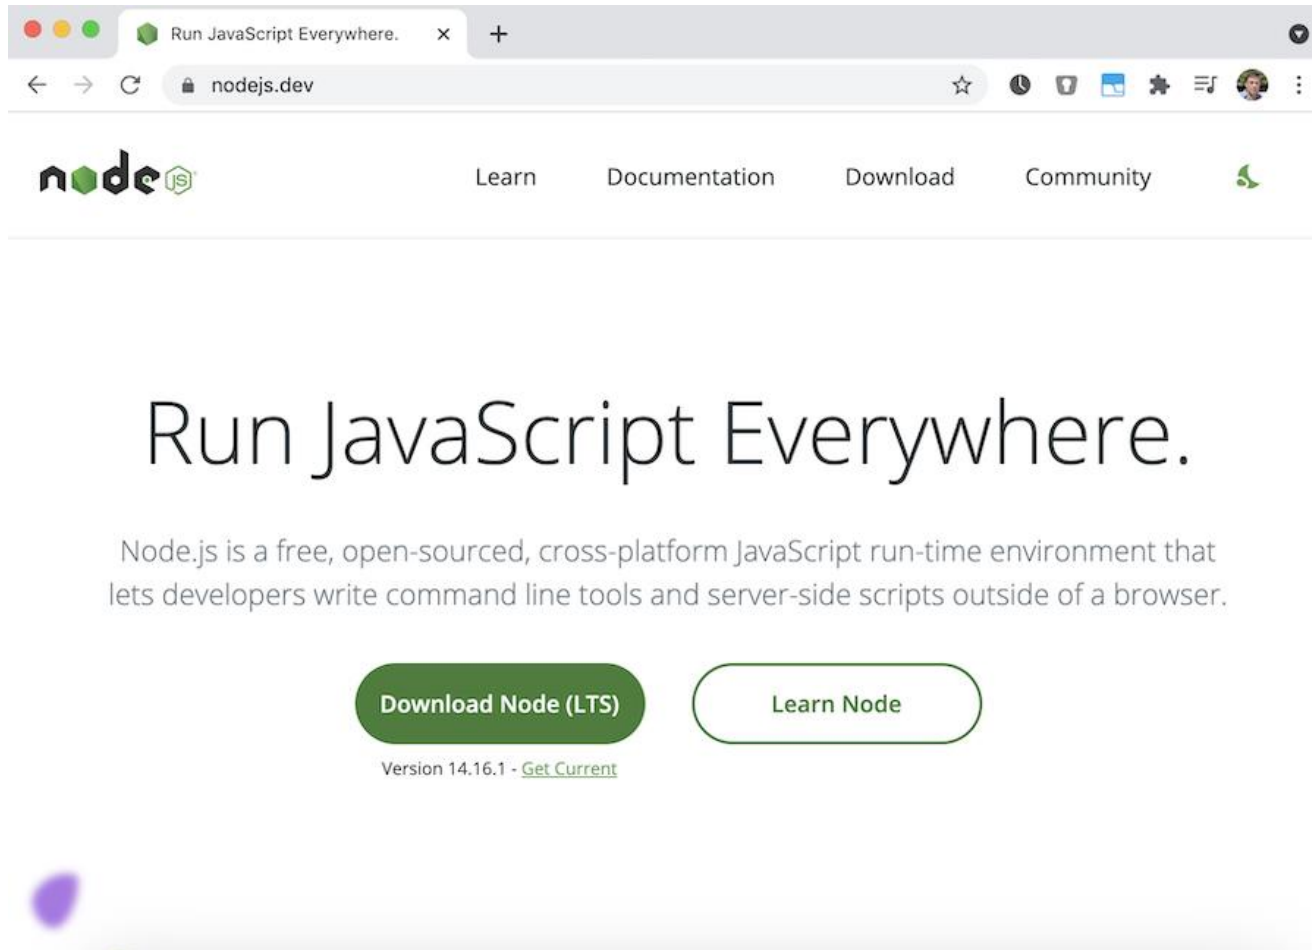 Run JavaScript Everywhere.
nodejs.dev
node JS
Learn Documentation Download Community
Run JavaScript Everywhere.
Node.js is a free, open-sourced, cross-platform JavaScript run-time environment that
lets developers write command line tools and server-side scripts outside of a browser.
Download Node (LTS) Learn Node
Version 14.16.1 - Get Current